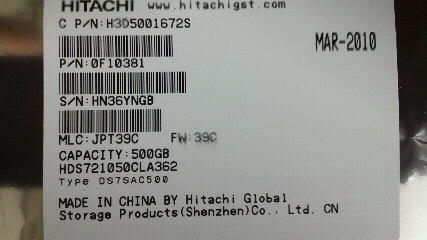 HITACHI www.hitachigst.com
C P/N:H3D5001672S
MAR-2010
P/N:0F10381
S/N:HN36YNGB
MLC:JPT39C FW:39C
CAPACITY:500GB
HDS721050CLA362
Type DS7SAC500
MADE IN CHINA BY Hitachi Global
Storage Products(Shenzhen)Co., Ltd. CN